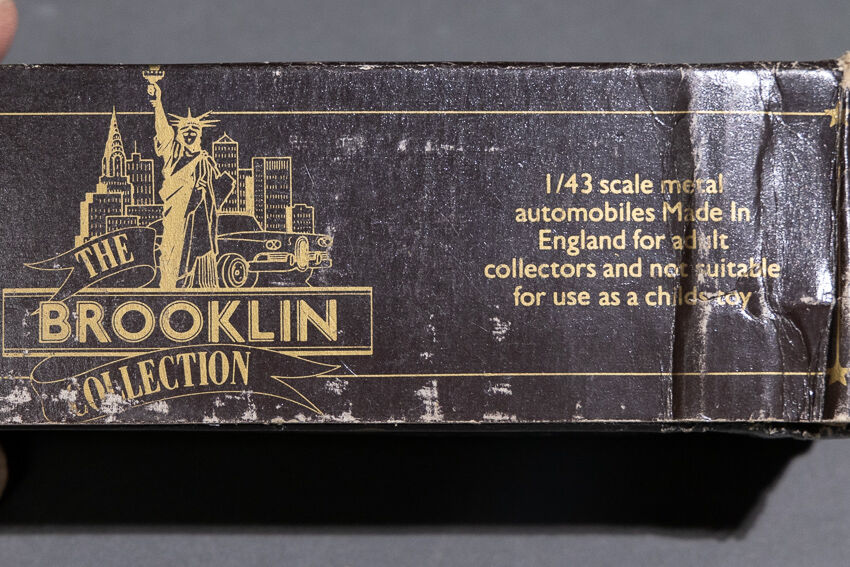 THE
BROOKLIN
COLLECTION
1/43 scale metal
automobiles Made In
England for adult
collectors and not suitable
for use as a childs toy